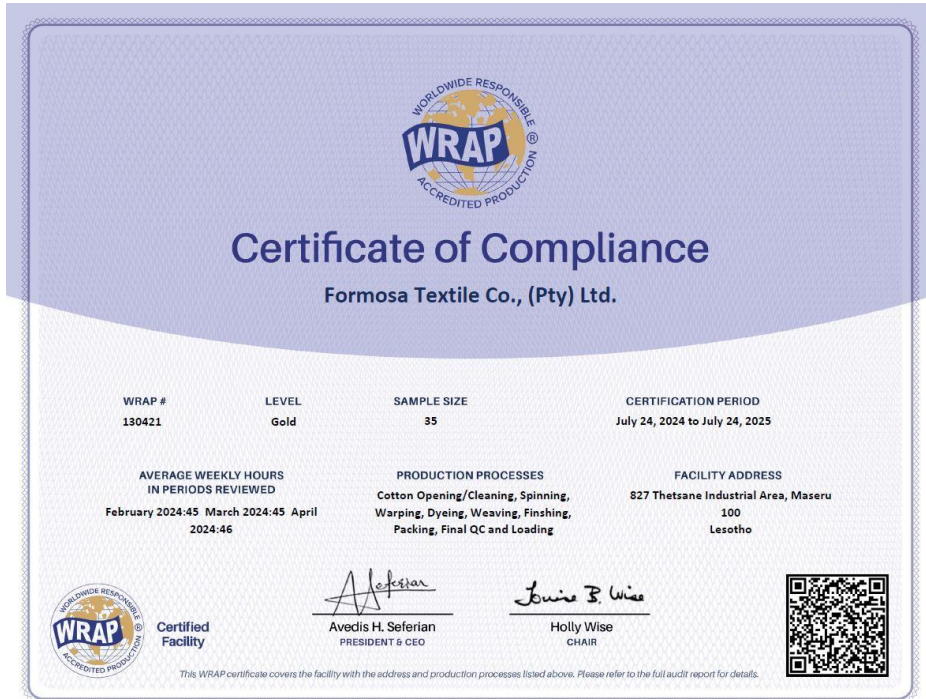 WORLDWIDE RESPONSIBLE
WRAP ®
ACCREDITED PRODUCTION
Certificate of Compliance
Formosa Textile Co., (Pty) Ltd.
WRAP # LEVEL SAMPLE SIZE CERTIFICATION PERIOD
130421 Gold 35 July 24, 2024 to July 24, 2025
AVERAGE WEEKLY HOURS
IN PERIODS REVIEWED
February 2024:45 March 2024:45 April
2024:46
PRODUCTION PROCESSES
Cotton Opening/Cleaning, Spinning,
Warping, Dyeing, Weaving, Finshing,
Packing, Final QC and Loading
FACILITY ADDRESS
827 Thetsane Industrial Area, Maseru
100
Lesotho
WORLDWIDE RESPONSIBLE
WRAP ®
ACCREDITED PRODUCTION
Certified
Facility
Avedis H. Seferian
PRESIDENT & CEO
Holly Wise
CHAIR
This WRAP certificate covers the facility with the address and production processes listed above. Please refer to the full audit report for details.